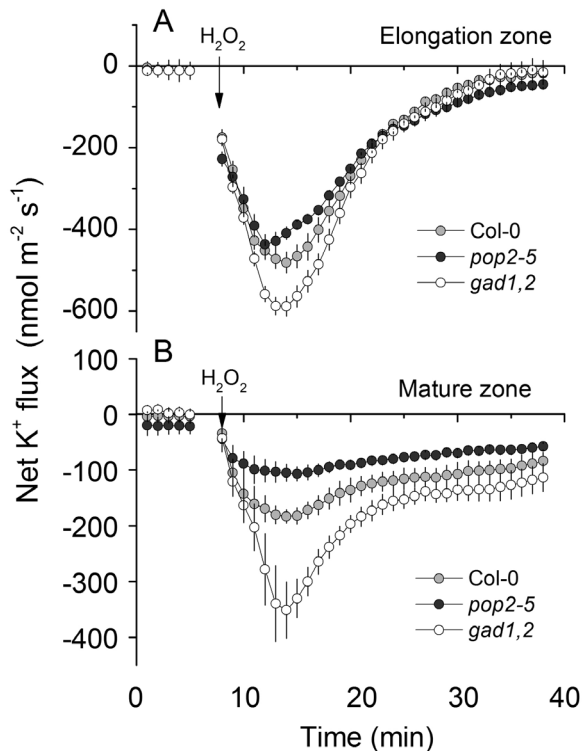 A
H₂O₂
Elongation zone
0
-200
-400
-600
Col-0
pop2-5
gad1,2
Net K⁺ flux (nmol m⁻² s⁻¹)
B
H₂O₂
Mature zone
100
0
-100
-200
-300
-400
Col-0
pop2-5
gad1,2
0 10 20 30 40
Time (min)